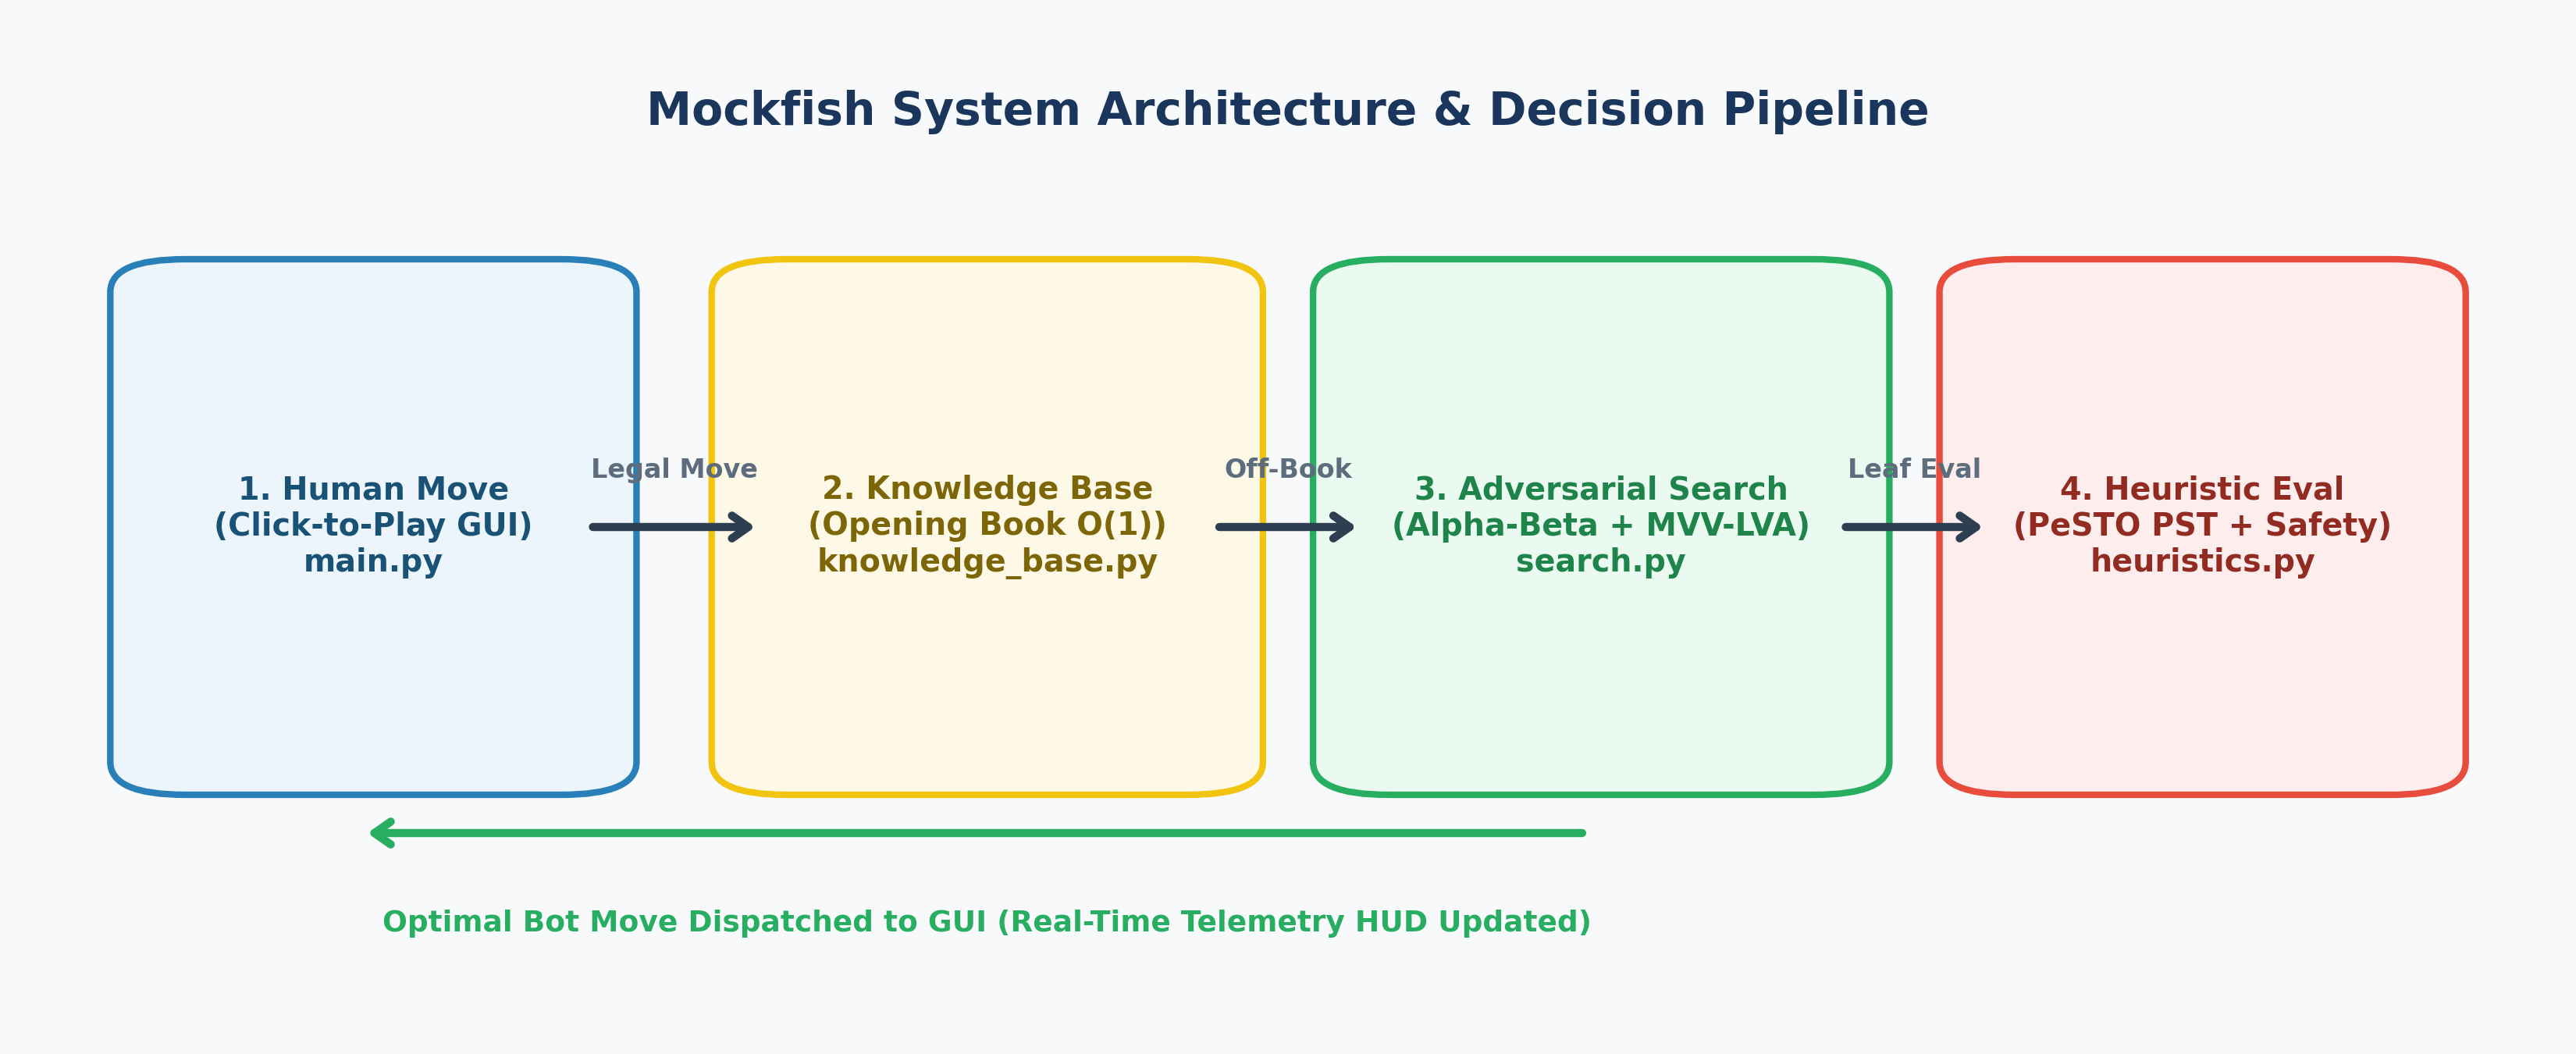 Mockfish System Architecture & Decision Pipeline
1. Human Move
(Click-to-Play GUI)
main.py
Legal Move
2. Knowledge Base
(Opening Book O(1))
knowledge_base.py
Off-Book
3. Adversarial Search
(Alpha-Beta + MVV-LVA)
search.py
Leaf Eval
4. Heuristic Eval
(PeSTO PST + Safety)
heuristics.py
Optimal Bot Move Dispatched to GUI (Real-Time Telemetry HUD Updated)